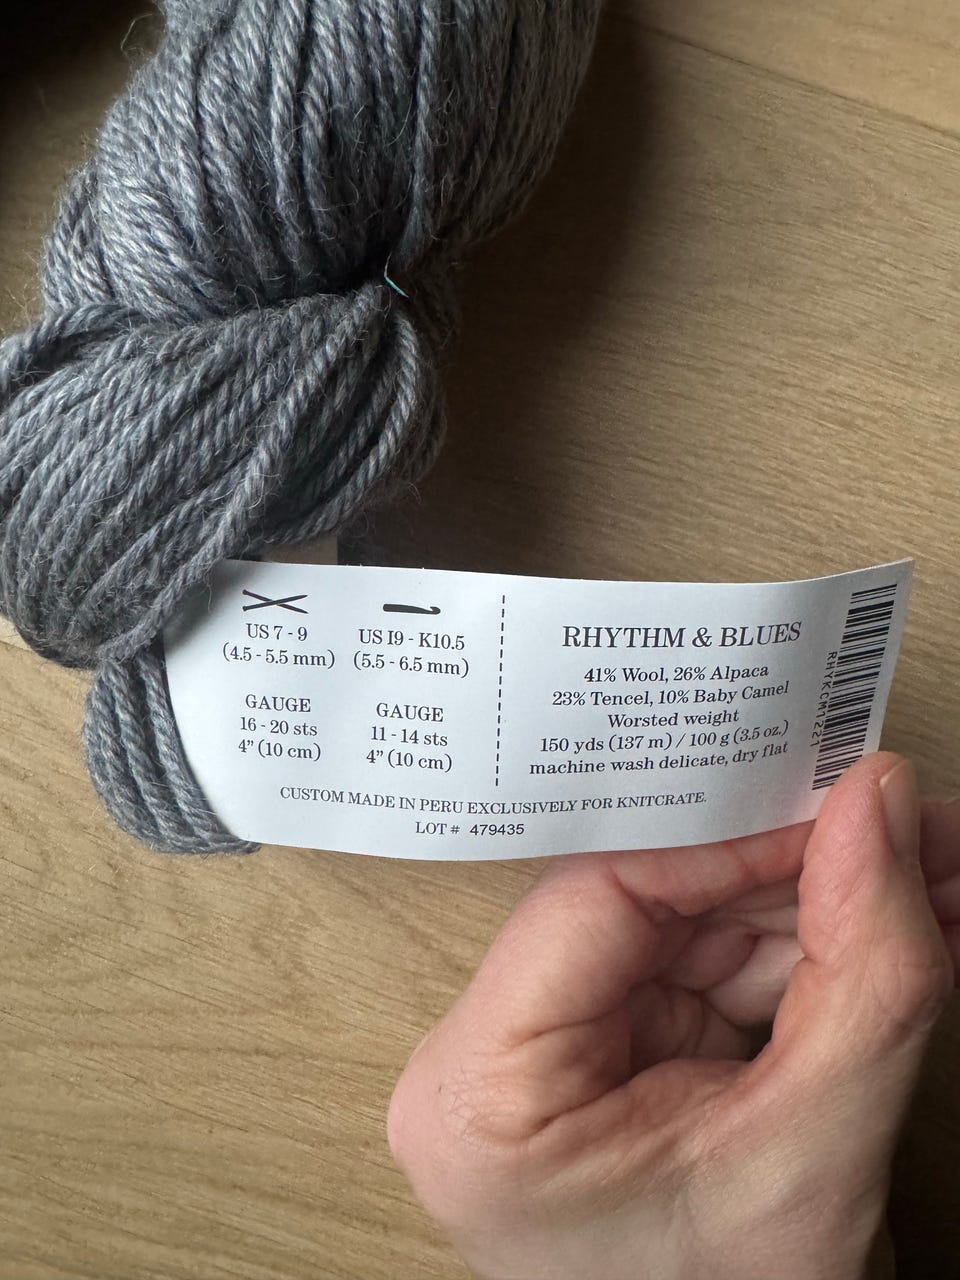 US 7 - 9
(4.5 - 5.5 mm)
GAUGE
16 - 20 sts
4” (10 cm)
US I9 - K10.5
(5.5 - 6.5 mm)
GAUGE
11 - 14 sts
4” (10 cm)
RHYTHM & BLUES
41% Wool, 26% Alpaca
23% Tencel, 10% Baby Camel
Worsted weight
150 yds (137 m) / 100 g (3.5 oz.)
machine wash delicate, dry flat
CUSTOM MADE IN PERU EXCLUSIVELY FOR KNITCRATE.
LOT # 479435
RHYKCM1221